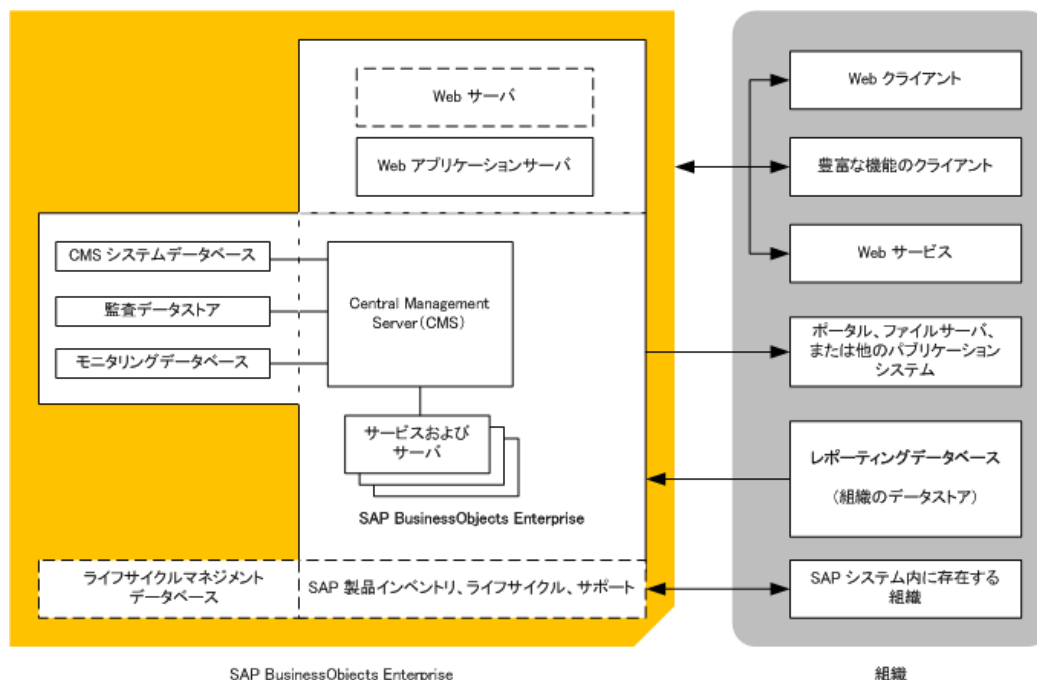 Web サーバ
Web アプリケーションサーバ
CMS システムデータベース
監査データストア
モニタリングデータベース
Central Management
Server(CMS)
サービスおよび
サーバ
SAP BusinessObjects Enterprise
ライフサイクルマネジメント
データベース
SAP 製品インベントリ、ライフサイクル、サポート
Web クライアント
豊富な機能のクライアント
Web サービス
ポータル、ファイルサーバ、
または他のパブリケーション
システム
レポーティングデータベース
(組織のデータストア)
SAP システム内に存在する
組織
SAP BusinessObjects Enterprise
組織